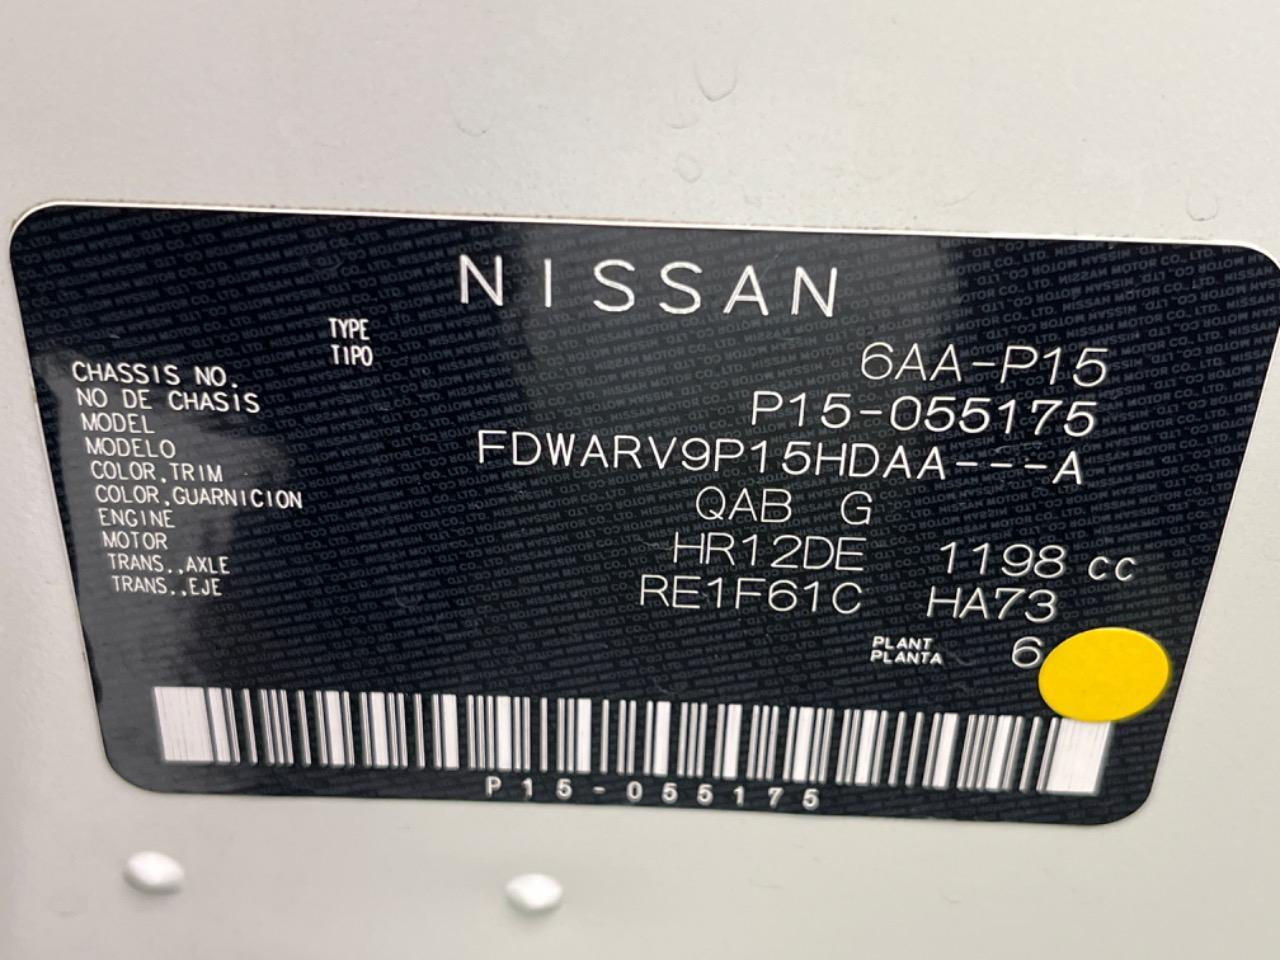 NISSAN
TYPE
TIPO 6AA-P15
CHASSIS NO.
NO DE CHASIS P15-055175
MODEL
MODELO FDWARV9P15HDAA---A
COLOR,TRIM
COLOR,GUARNICION QAB G
ENGINE
MOTOR HR12DE 1198 cc
TRANS.,AXLE
TRANS.,EJE RE1F61C HA73
PLANT
PLANTA 6
P15-055175